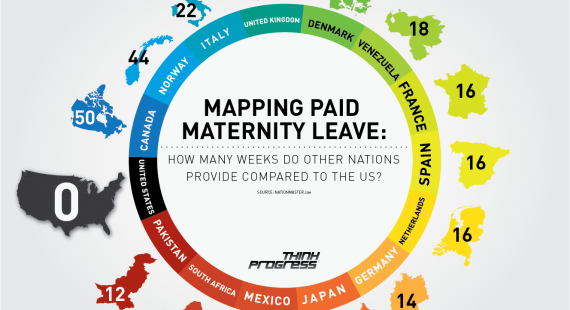 22
UNITED KINGDOM
ITALY
DENMARK
18
VENEZUELA
44
NORWAY
FRANCE
16
50
CANADA
MAPPING PAID
MATERNITY LEAVE:
HOW MANY WEEKS DO OTHER NATIONS
PROVIDE COMPARED TO THE US?
SOURCE: NATIONMASTER.com
SPAIN
16
0
UNITED STATES
NETHERLANDS
16
PAKISTAN
THINK
PROGRESS
GERMANY
12
SOUTH AFRICA
MEXICO
JAPAN
14